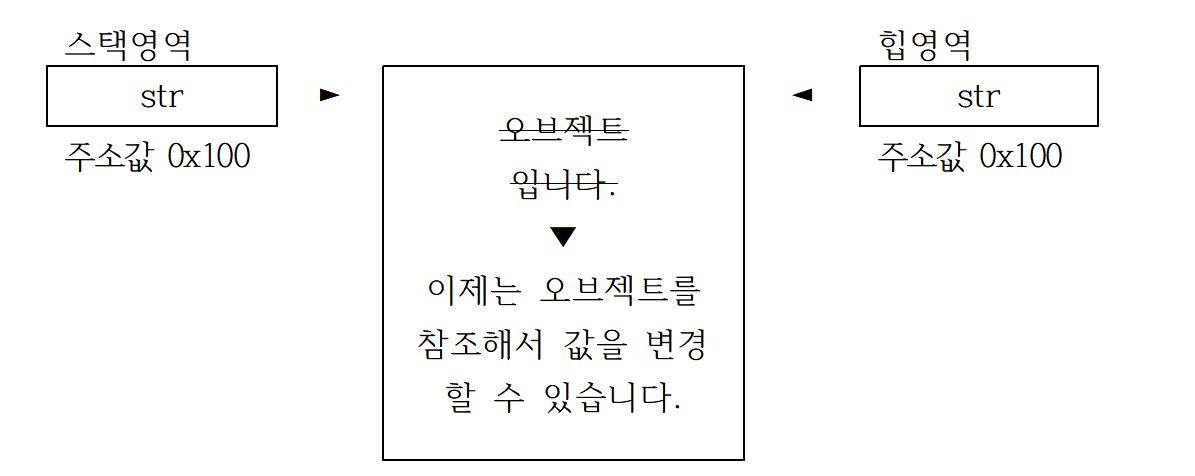 스택영역
str
주소값 0x100
►
오브젝트
입니다.
▼
이제는 오브젝트를
참조해서 값을 변경
할 수 있습니다.
◄
힙영역
str
주소값 0x100